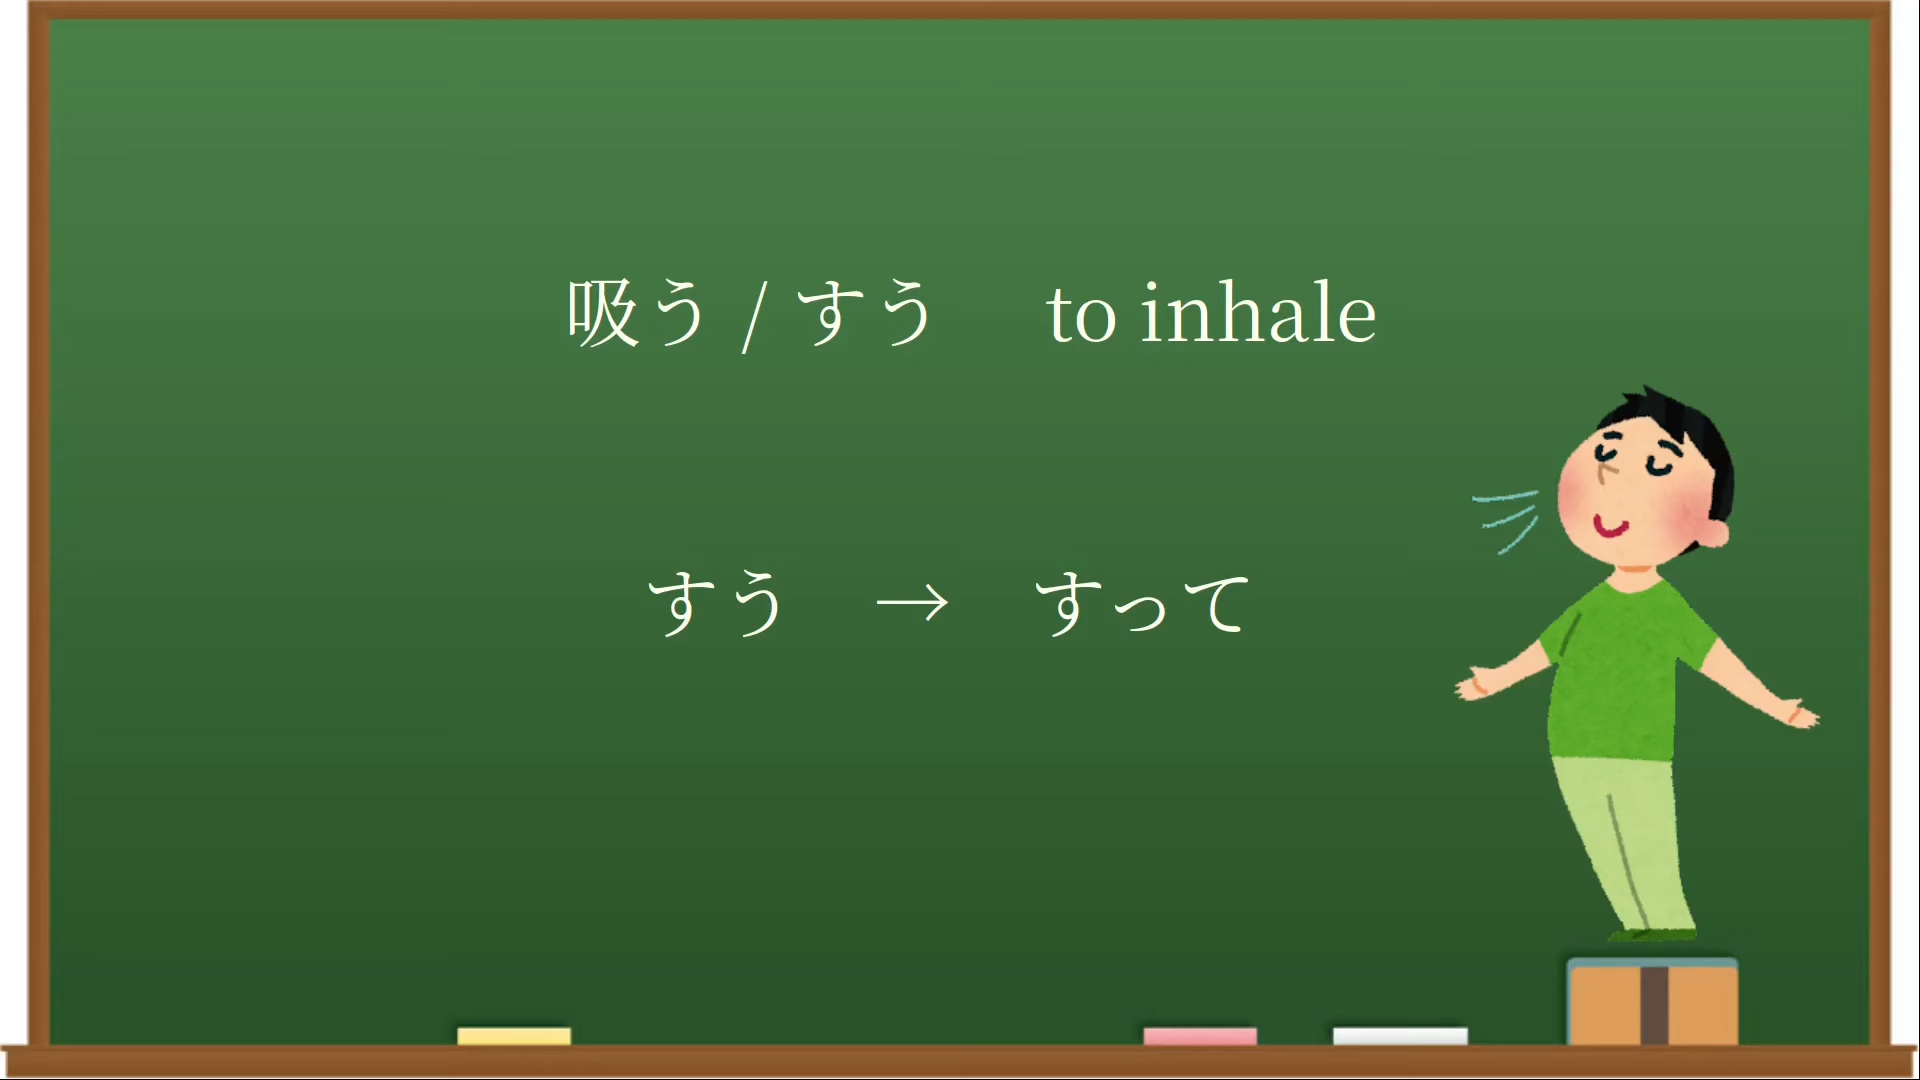 吸う / すう　to inhale
すう　→　すって